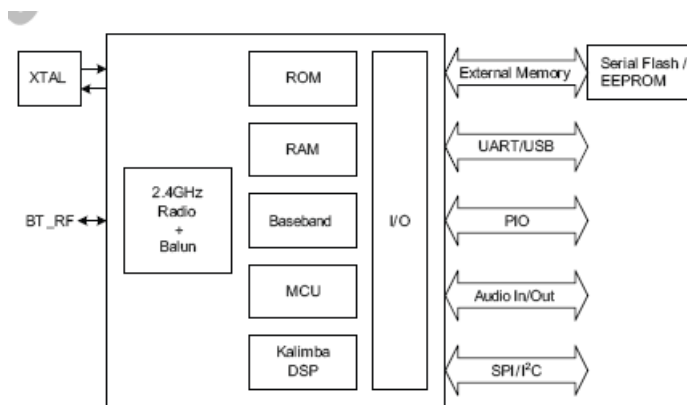 XTAL
BT_RF
2.4GHz
Radio
+
Balun
ROM
RAM
Baseband
MCU
Kalimba
DSP
I/O
External Memory
UART/USB
PIO
Audio In/Out
SPI/I²C
Serial Flash /
EEPROM